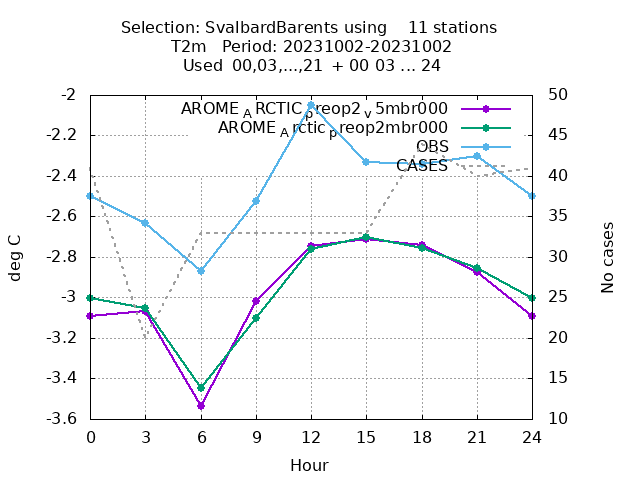 Selection: SvalbardBarents using    11 stations
T2m   Period: 20231002-20231002
Used  00,03,...,21  + 00 03 ... 24
AROME_ARCTIC_preop2_v5mbr000
AROME_Arctic_preop2mbr000
OBS
CASES
-2
-2.2
-2.4
-2.6
-2.8
-3
-3.2
-3.4
-3.6
deg C
50
45
40
35
30
25
20
15
10
No cases
0 3 6 9 12 15 18 21 24
Hour